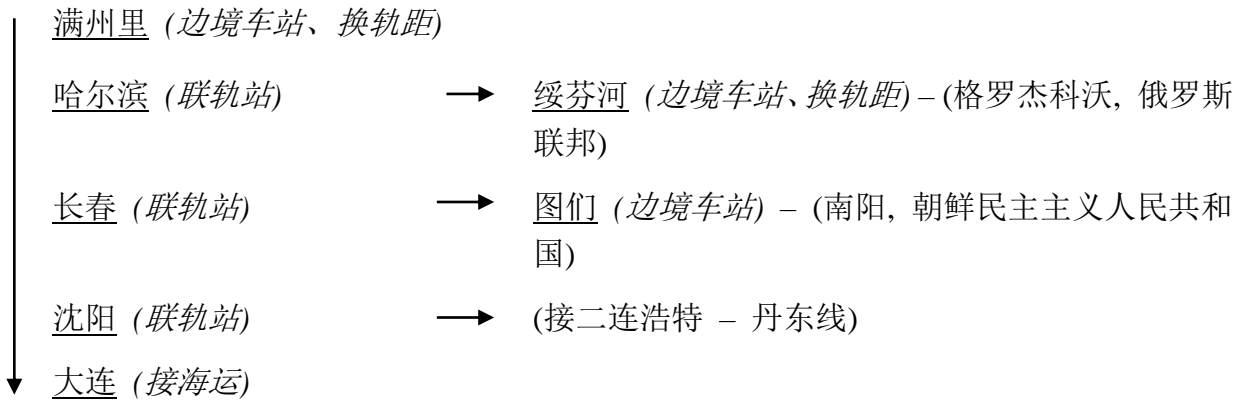 满州里 (边境车站、换轨距)
哈尔滨 (联轨站) → 绥芬河 (边境车站、换轨距) – (格罗杰科沃, 俄罗斯
联邦)
长春 (联轨站) → 图们 (边境车站) – (南阳, 朝鲜民主主义人民共和
国)
沈阳 (联轨站) → (接二连浩特 – 丹东线)
大连 (接海运)